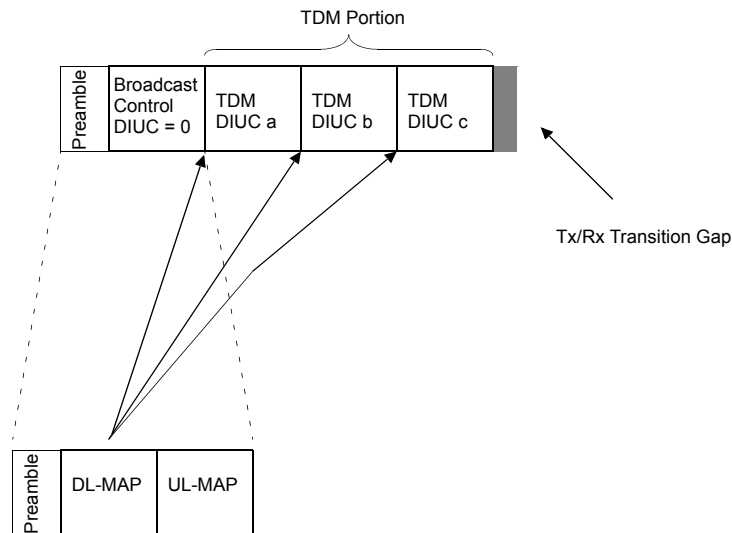 TDM Portion
Preamble
Broadcast
Control
DIUC = 0
TDM
DIUC a
TDM
DIUC b
TDM
DIUC c
Tx/Rx Transition Gap
Preamble
DL-MAP
UL-MAP